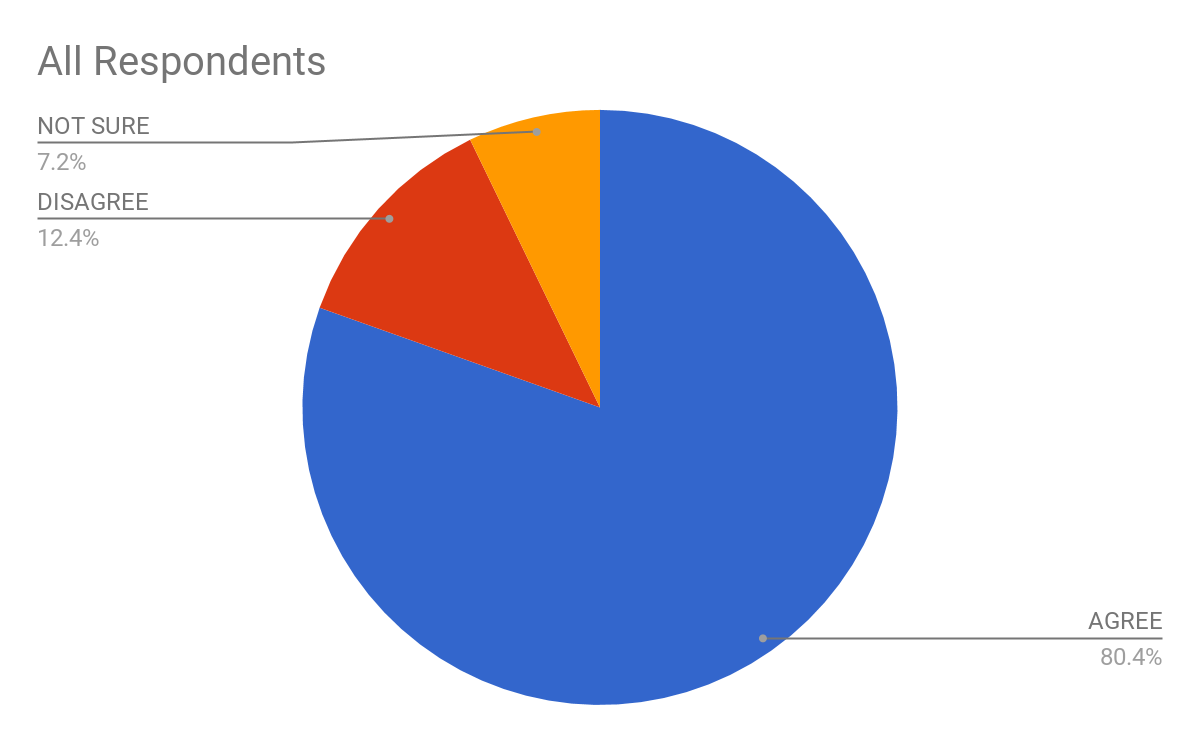 All Respondents
NOT SURE
7.2%
DISAGREE
12.4%
AGREE
80.4%